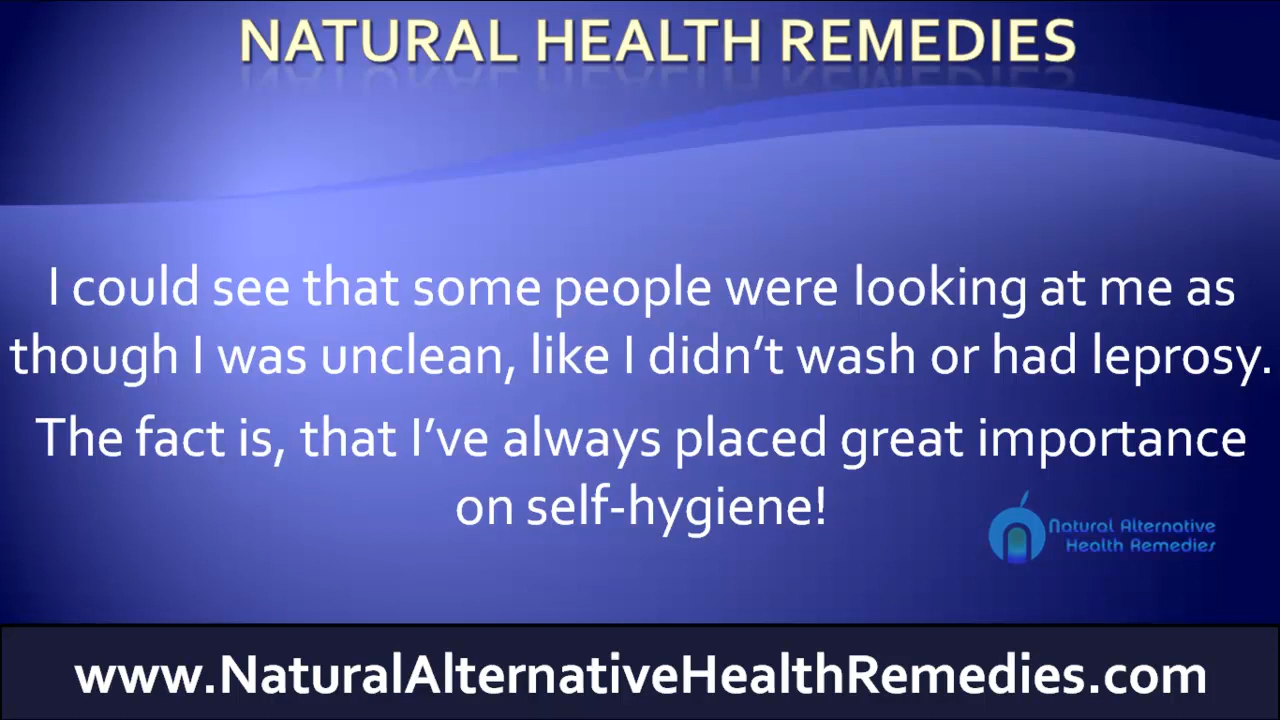 NATURAL HEALTH REMEDIES
I could see that some people were looking at me as
though I was unclean, like I didn’t wash or had leprosy.
The fact is, that I’ve always placed great importance
on self-hygiene!
Natural Alternative
Health Remedies
www.NaturalAlternativeHealthRemedies.com